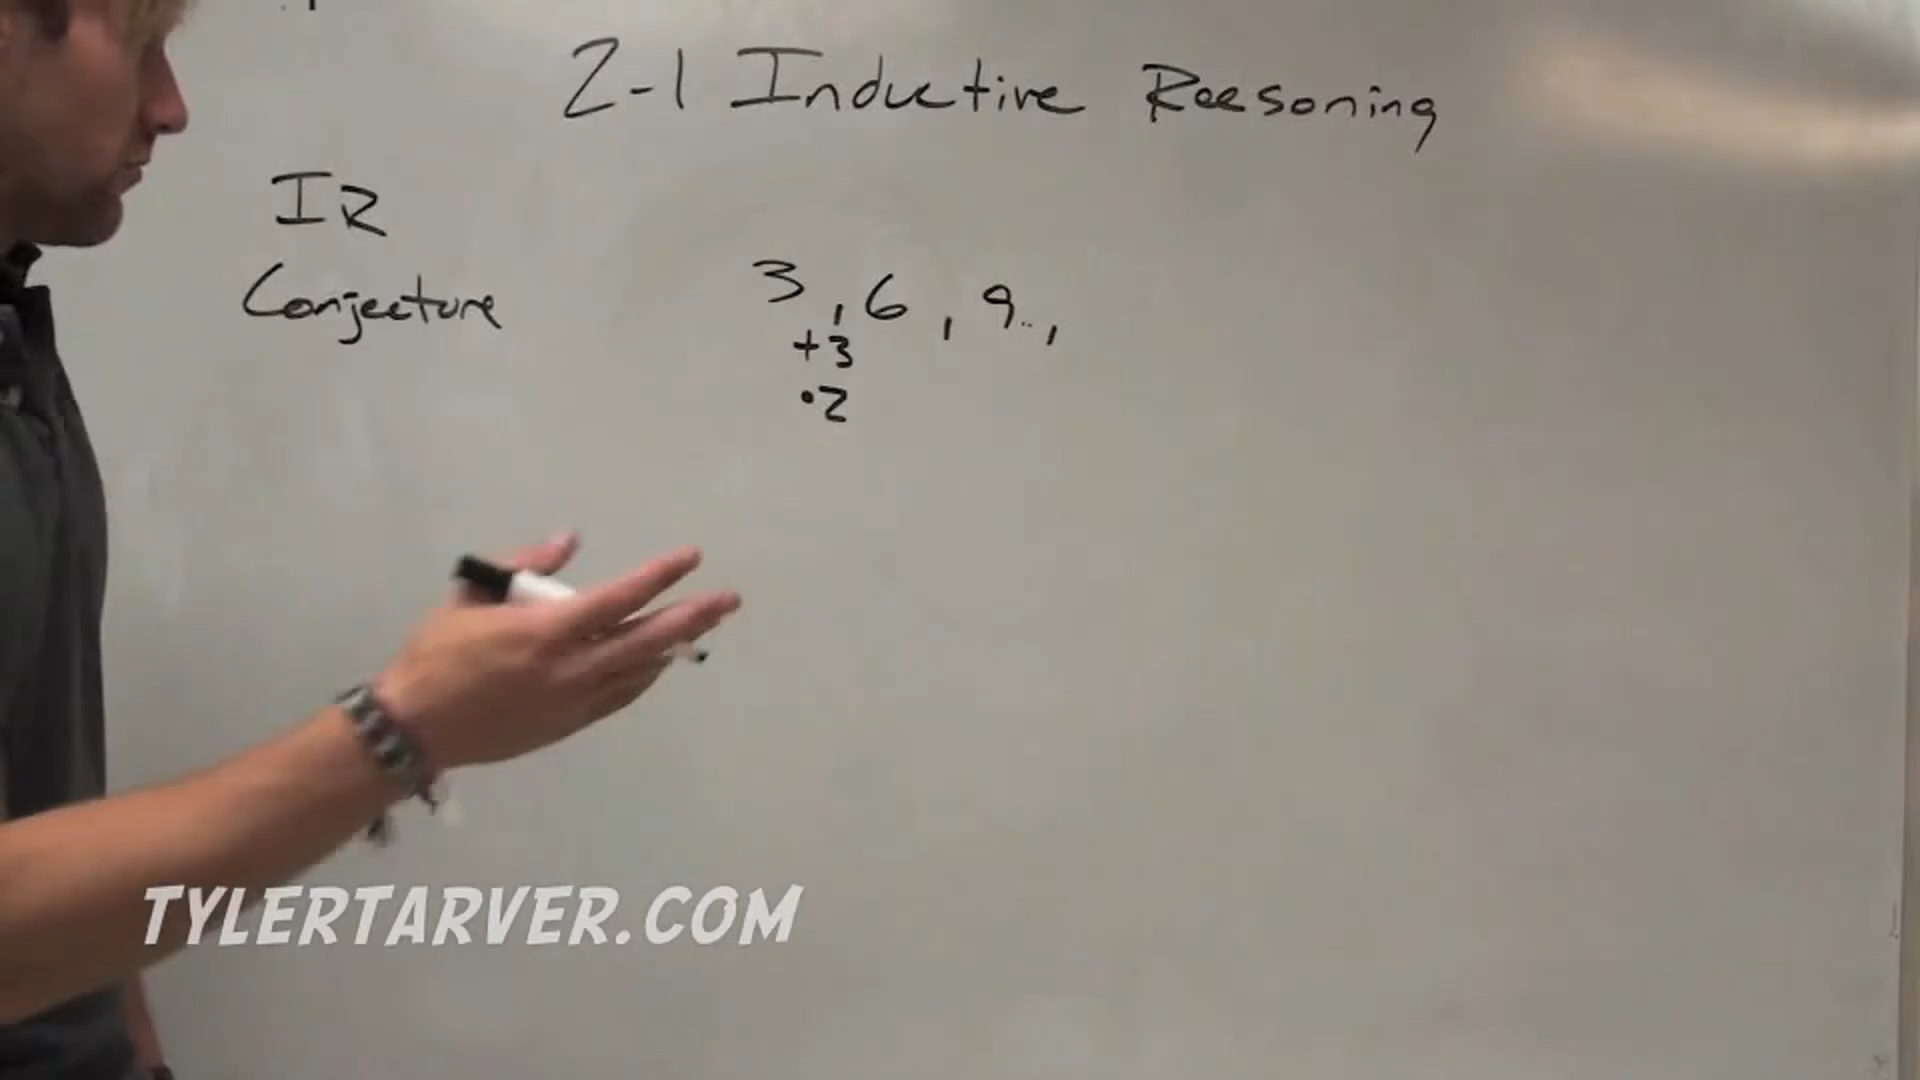 2-1 Inductive Reasoning
IR
Conjecture
3, 6, 9..,
+3
•2
TYLERTARVER.COM